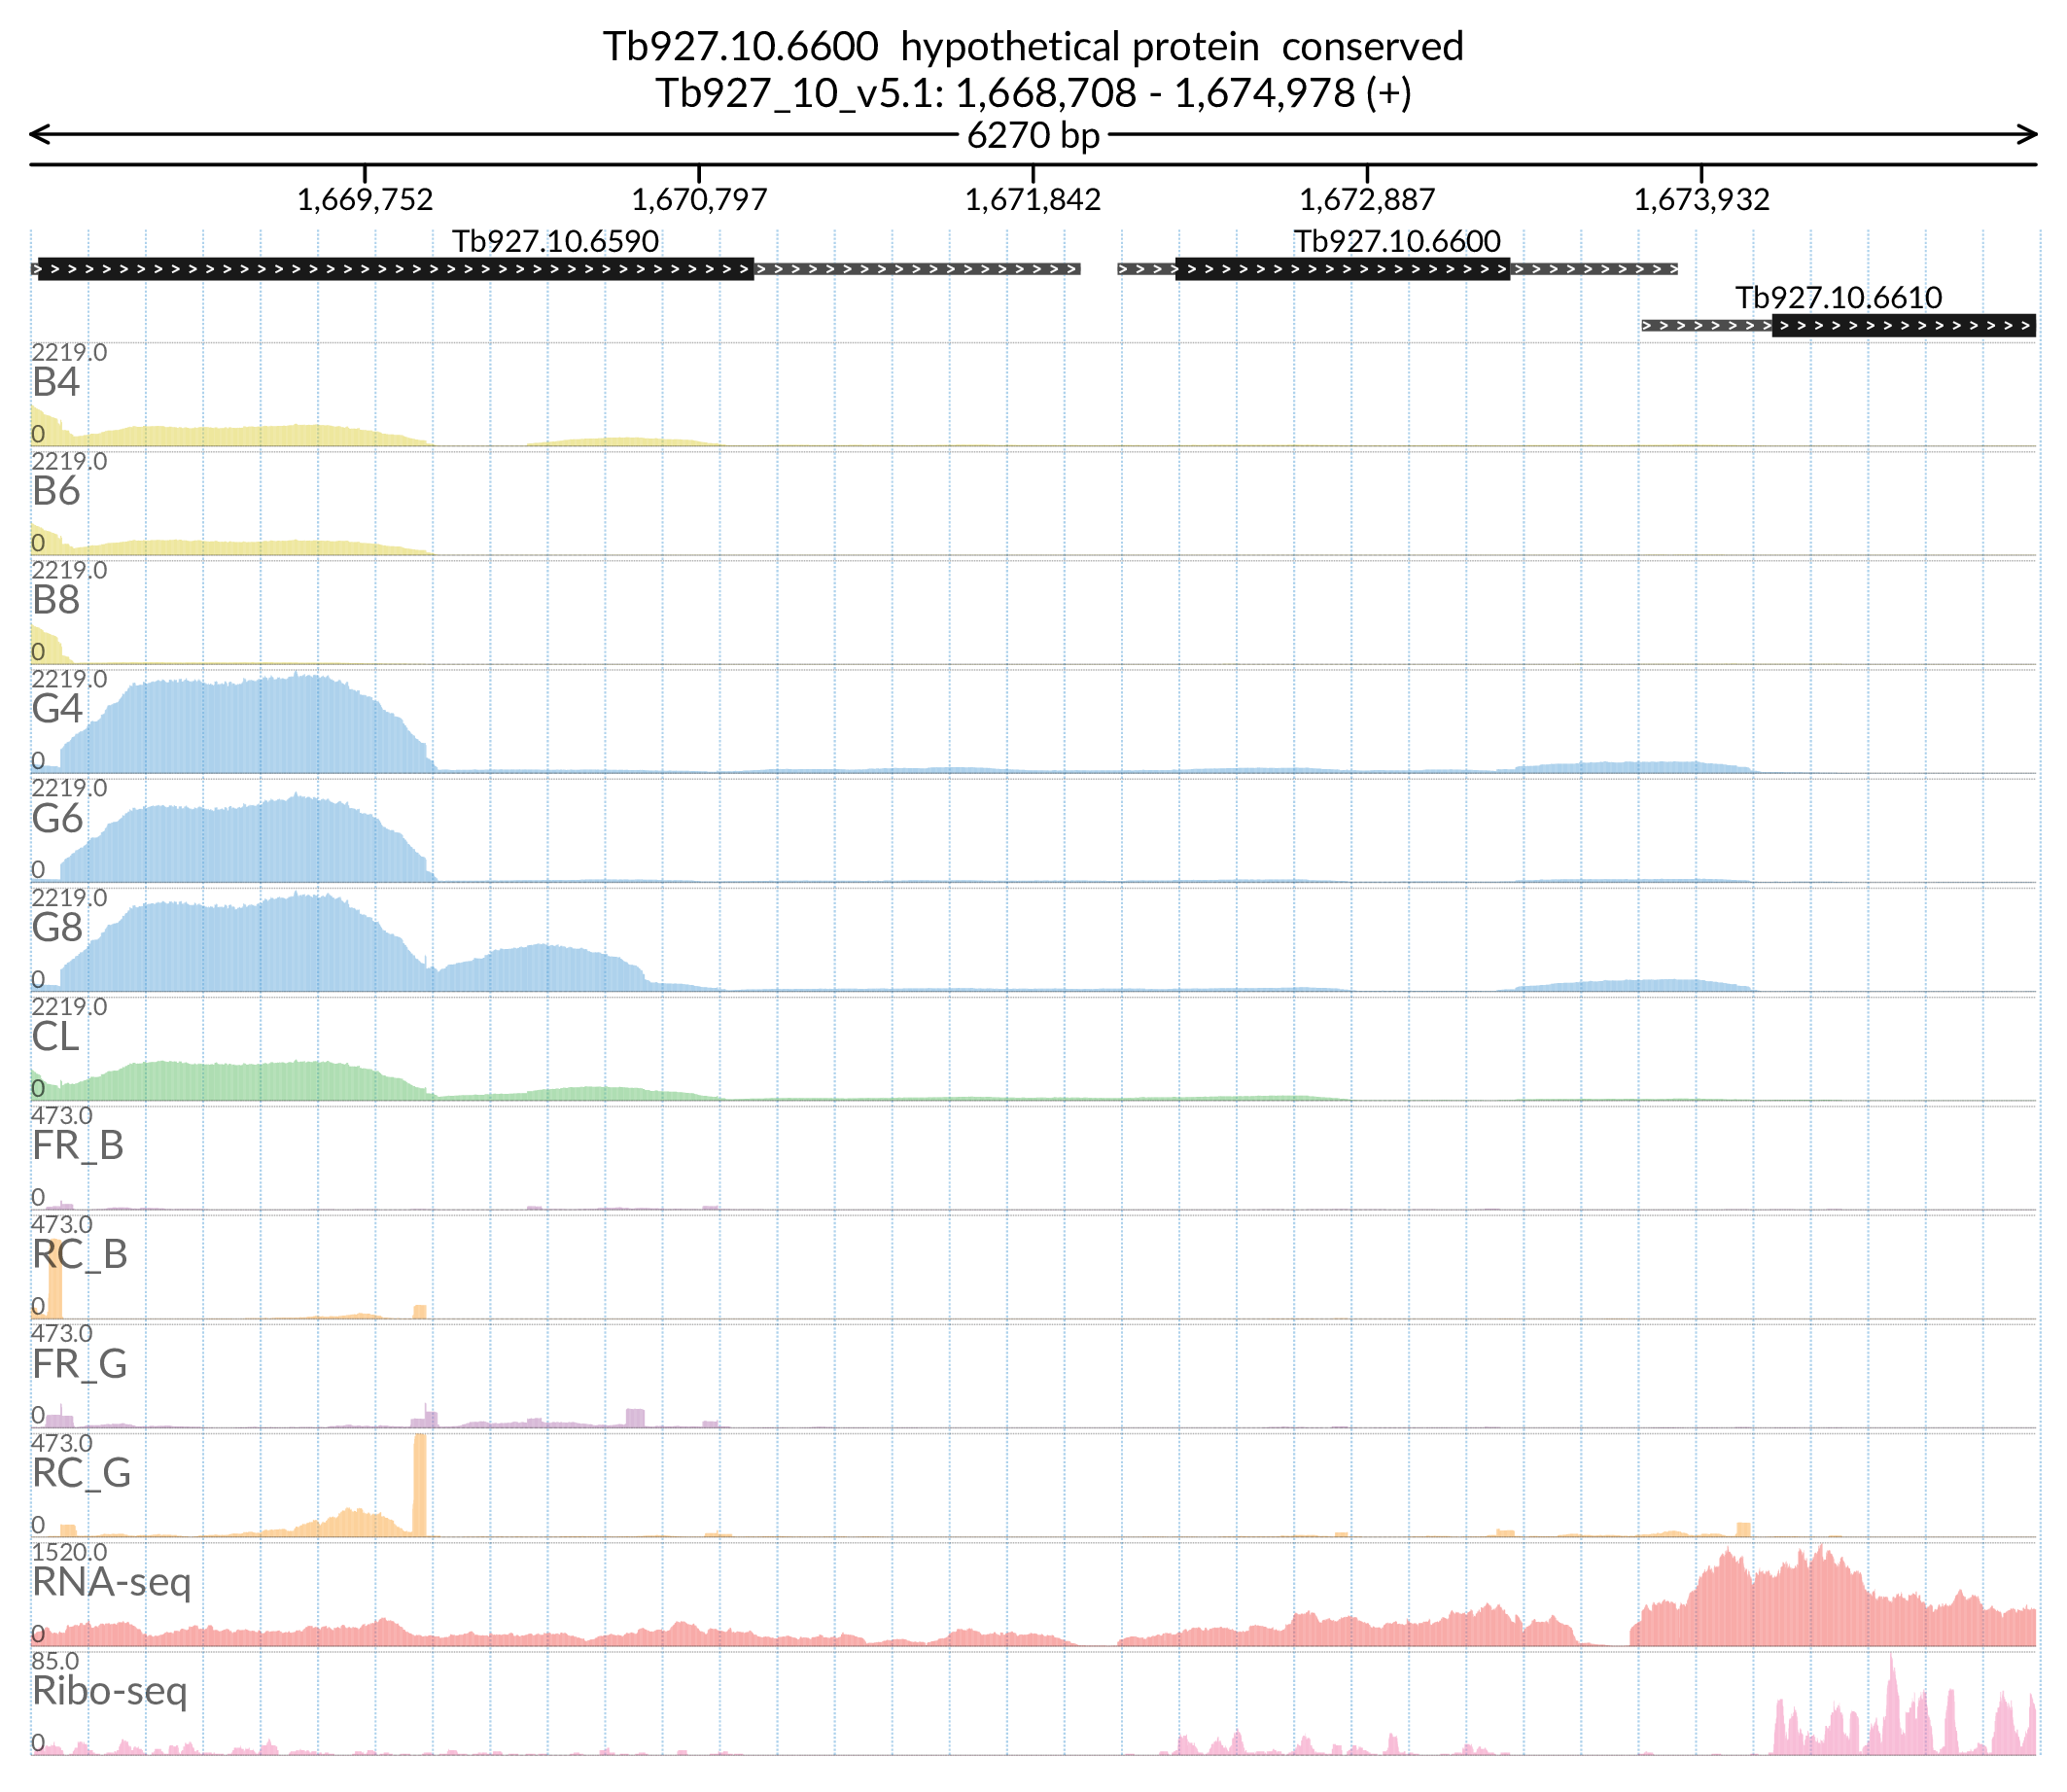 Tb927.10.6600 hypothetical protein conserved
Tb927_10_v5.1: 1,668,708 - 1,674,978 (+)
6270 bp
1,669,752 1,670,797 1,671,842 1,672,887 1,673,932
Tb927.10.6590 Tb927.10.6600
Tb927.10.6610
2219.0
B4
0
2219.0
B6
0
2219.0
B8
0
2219.0
G4
0
2219.0
G6
0
2219.0
G8
0
2219.0
CL
0
473.0
FR_B
0
473.0
RC_B
0
473.0
FR_G
0
473.0
RC_G
0
1520.0
RNA-seq
0
85.0
Ribo-seq
0